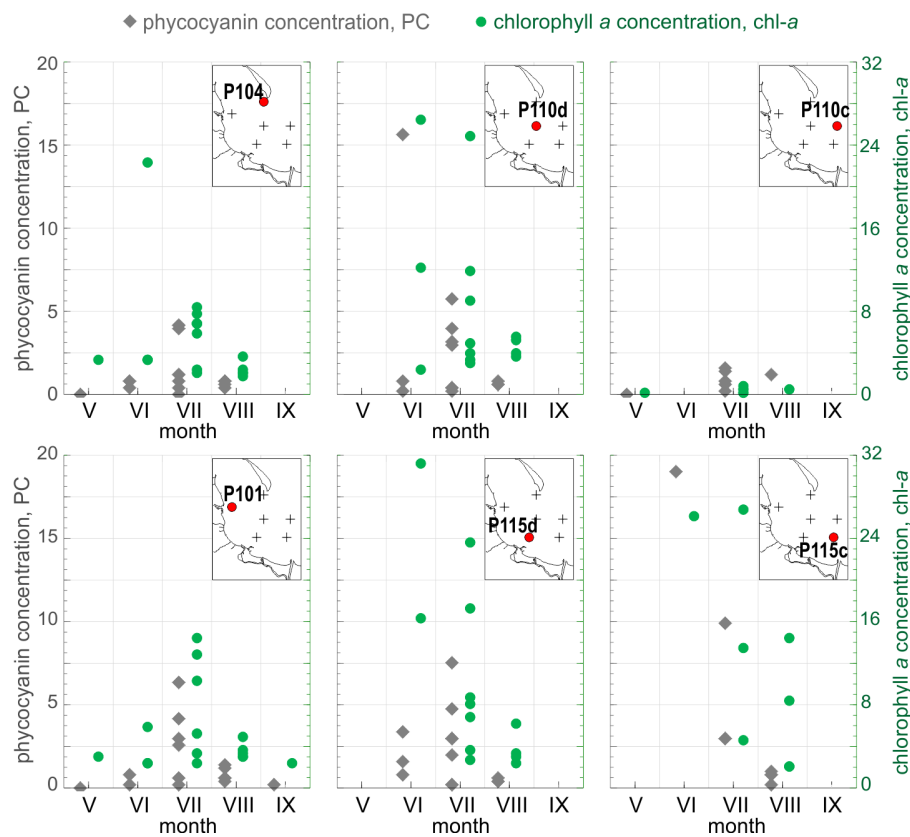 phycocyanin concentration, PC chlorophyll a concentration, chl-a
phycocyanin concentration, PC
20
15
10
5
0
P104
V VI VII VIII IX
month
P110d
V VI VII VIII IX
month
P110c
V VI VII VIII IX
month
32
24
16
8
0
chlorophyll a concentration, chl-a
phycocyanin concentration, PC
20
15
10
5
0
P101
V VI VII VIII IX
month
P115d
V VI VII VIII IX
month
P115c
V VI VII VIII IX
month
32
24
16
8
0
chlorophyll a concentration, chl-a